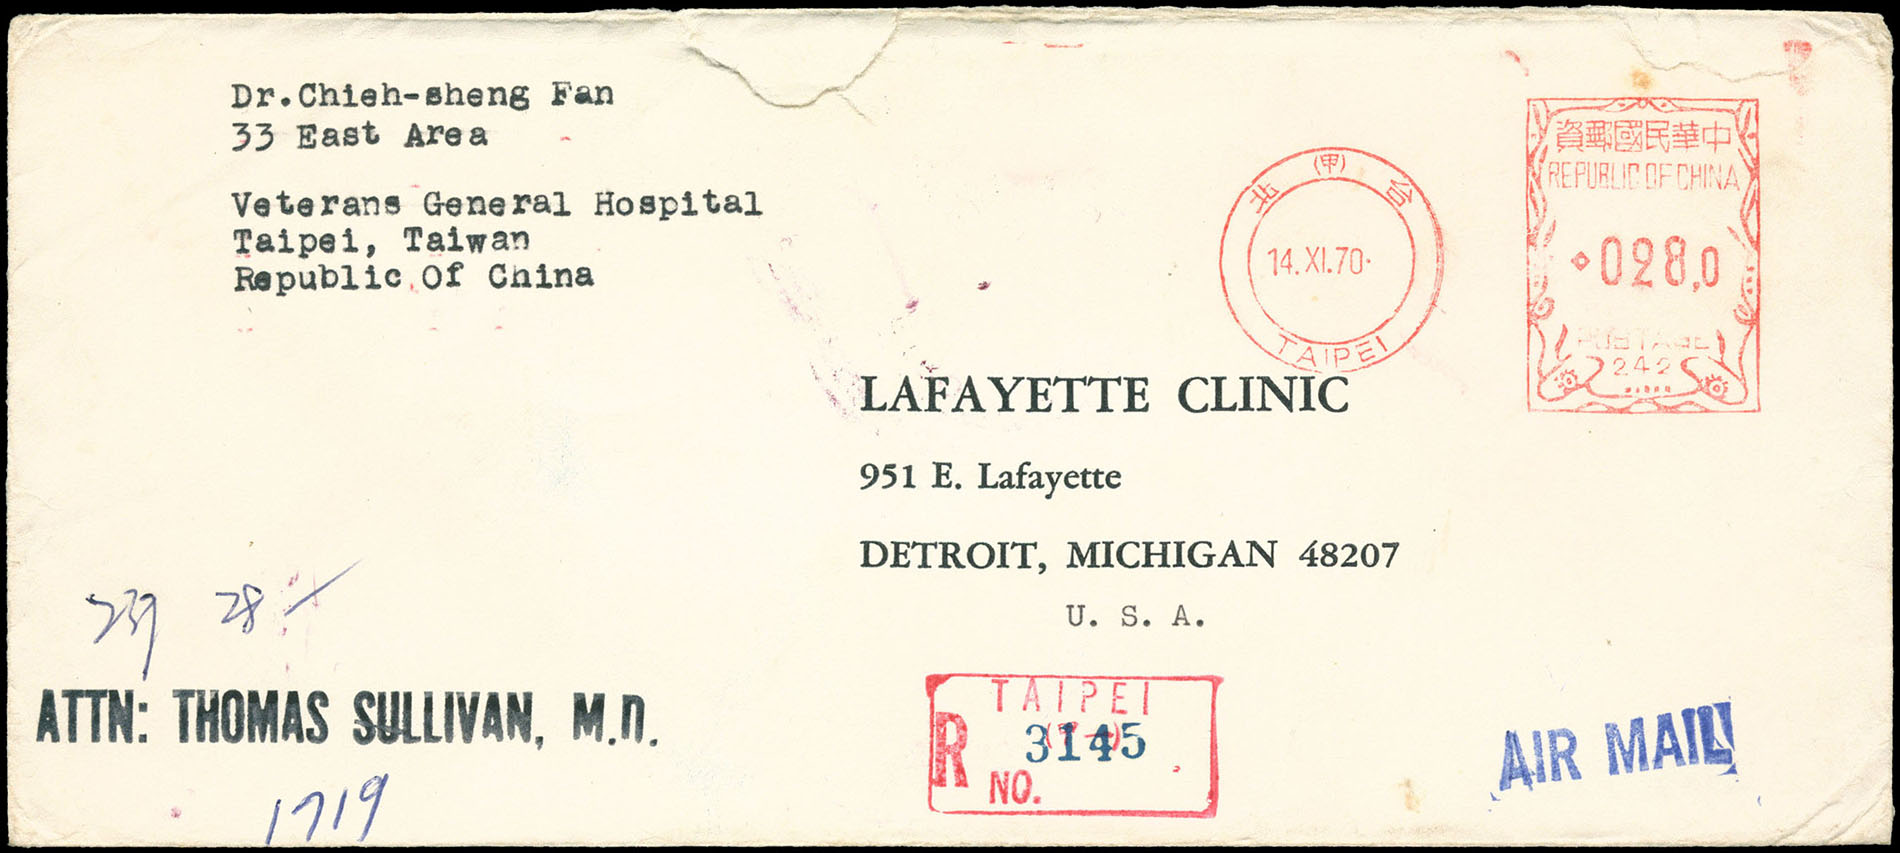 Dr.Chieh-sheng Fan
33 East Area
Veterans General Hospital
Taipei, Taiwan
Republic Of China
台(甲)北
14.XI.70.
TAIPEI
資郵國民華中
REPUBLIC OF CHINA
028,0
POSTAGE
242
LAFAYETTE CLINIC
951 E. Lafayette
DETROIT, MICHIGAN 48207
U. S. A.
239 28-
ATTN: THOMAS SULLIVAN, M.D.
1719
TAIPEI
R 3145
NO.
AIR MAIL